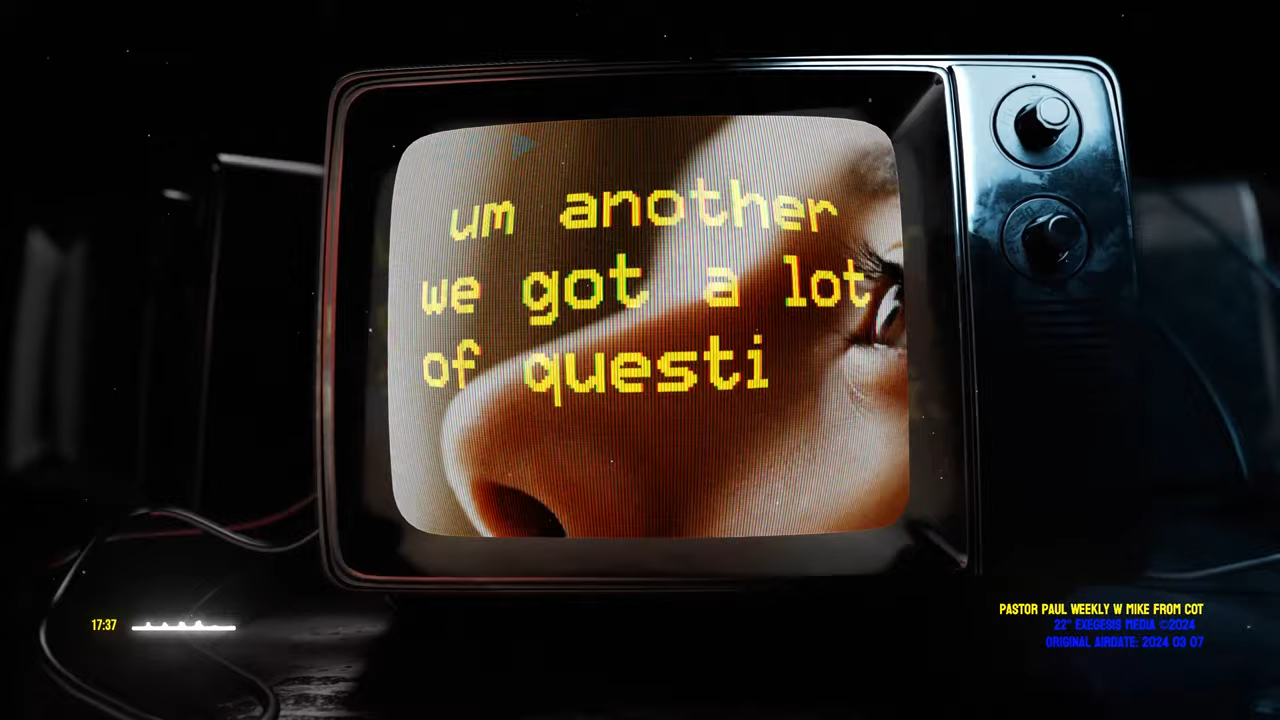 um another
we got a lot
of questi
17:37
PASTOR PAUL WEEKLY W MIKE FROM COT
22" EXEGESIS MEDIA ©2024
ORIGINAL AIRDATE: 2024 03 07